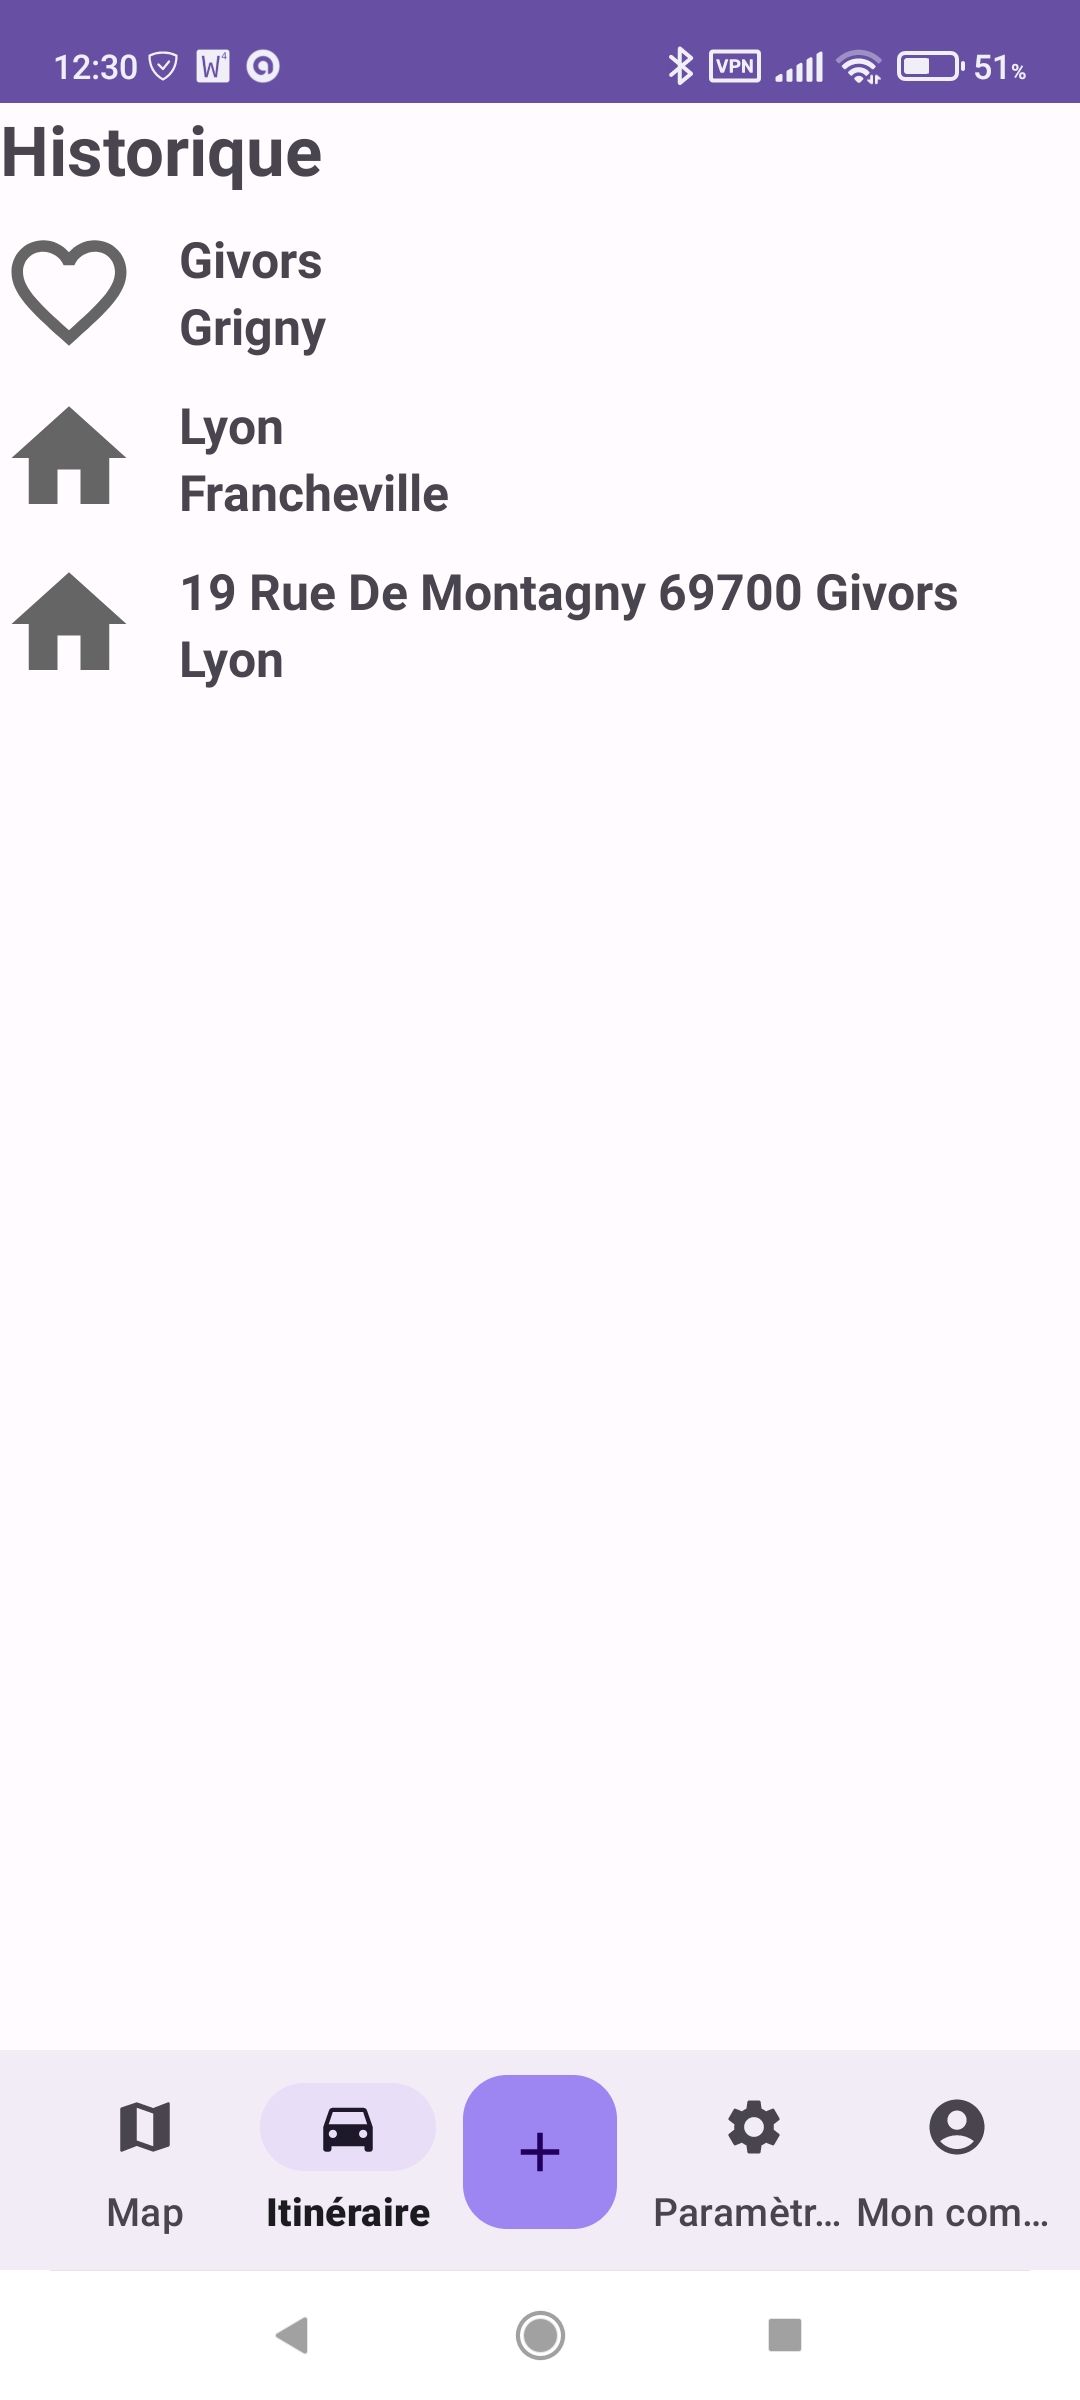 12:30
VPN
51%
Historique
Givors
Grigny
Lyon
Francheville
19 Rue De Montagny 69700 Givors
Lyon
Map
Itinéraire
Paramètr...
Mon com...